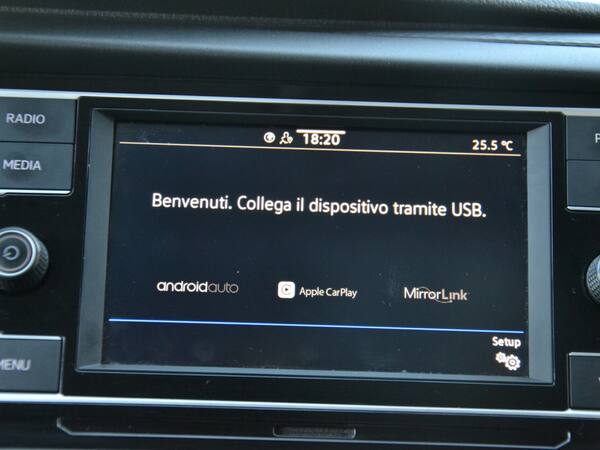 RADIO
MEDIA
18:20
25.5 °C
Benvenuti. Collega il dispositivo tramite USB.
androidauto
Apple CarPlay
MirrorLink
Setup
MENU